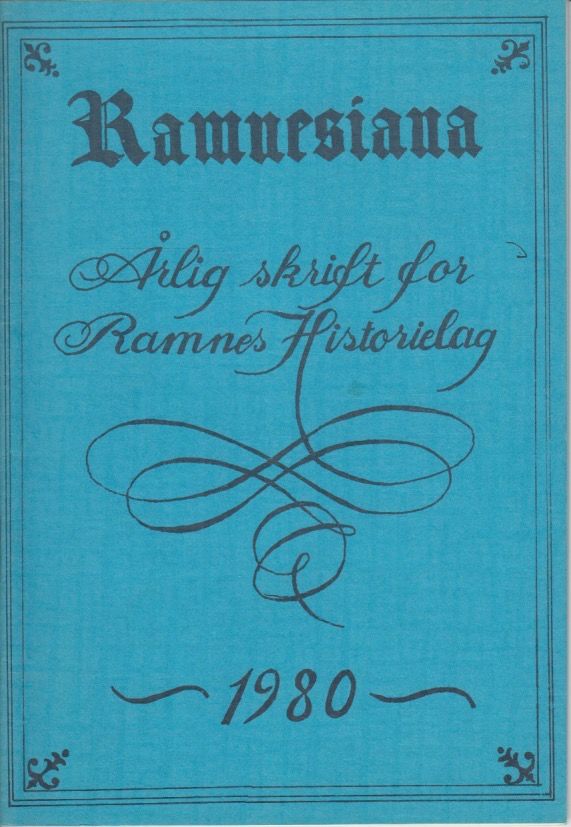 Ramnesiana
Årlig skrift for
Ramnes Historielag
~ 1980 ~